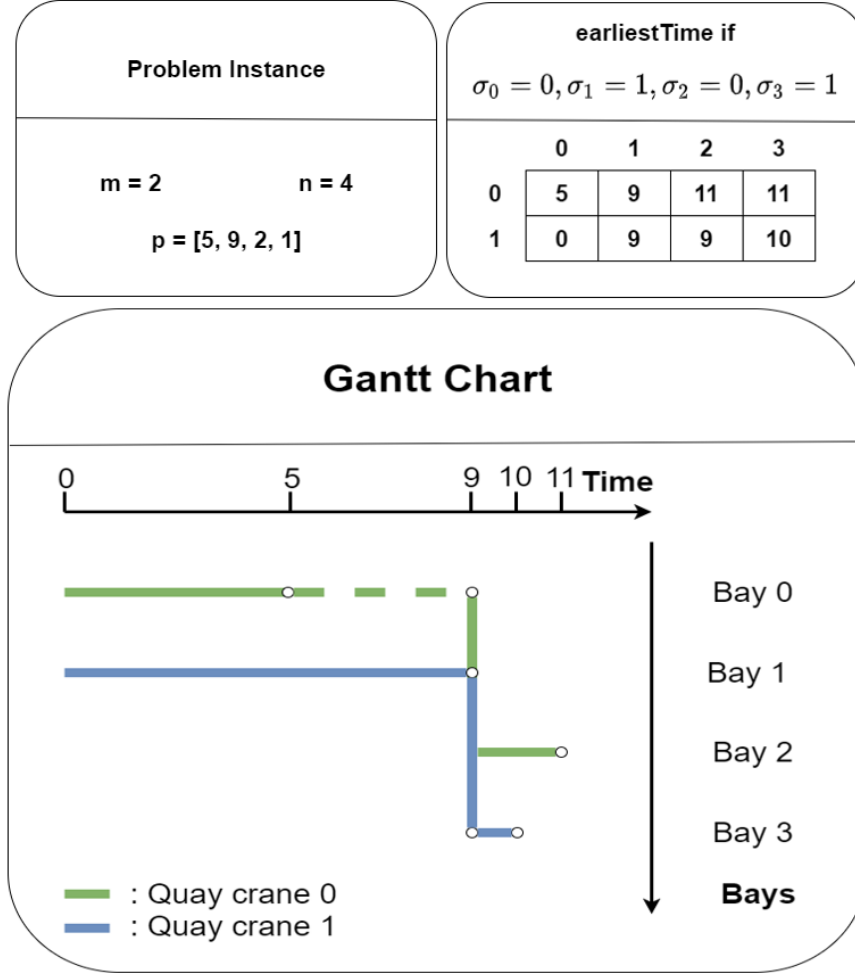 Problem Instance
m = 2 n = 4
p = [5, 9, 2, 1]
earliestTime if
σ₀ = 0, σ₁ = 1, σ₂ = 0, σ₃ = 1
0 1 2 3
0 5 9 11 11
1 0 9 9 10
Gantt Chart
0 5 9 10 11 Time
Bay 0
Bay 1
Bay 2
Bay 3
Bays
: Quay crane 0
: Quay crane 1